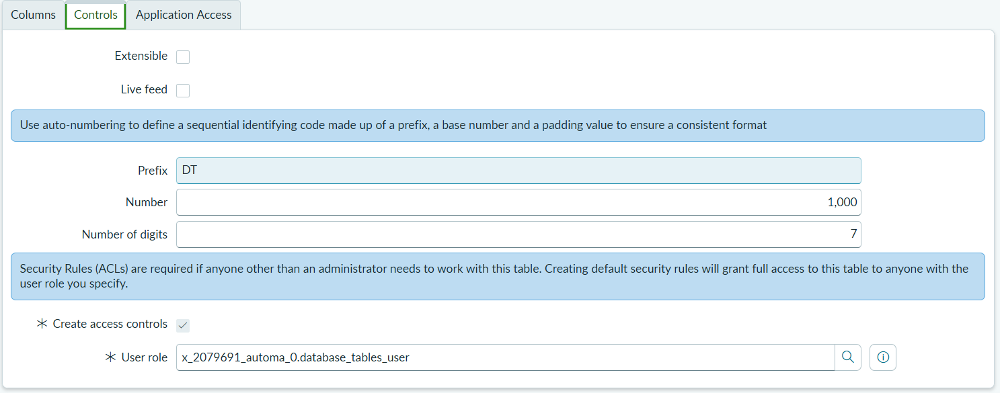 Columns Controls Application Access
Extensible
Live feed
Use auto-numbering to define a sequential identifying code made up of a prefix, a base number and a padding value to ensure a consistent format
Prefix DT
Number 1,000
Number of digits 7
Security Rules (ACLs) are required if anyone other than an administrator needs to work with this table. Creating default security rules will grant full access to this table to anyone with the
user role you specify.
Create access controls
User role x_2079691_automa_0.database_tables_user